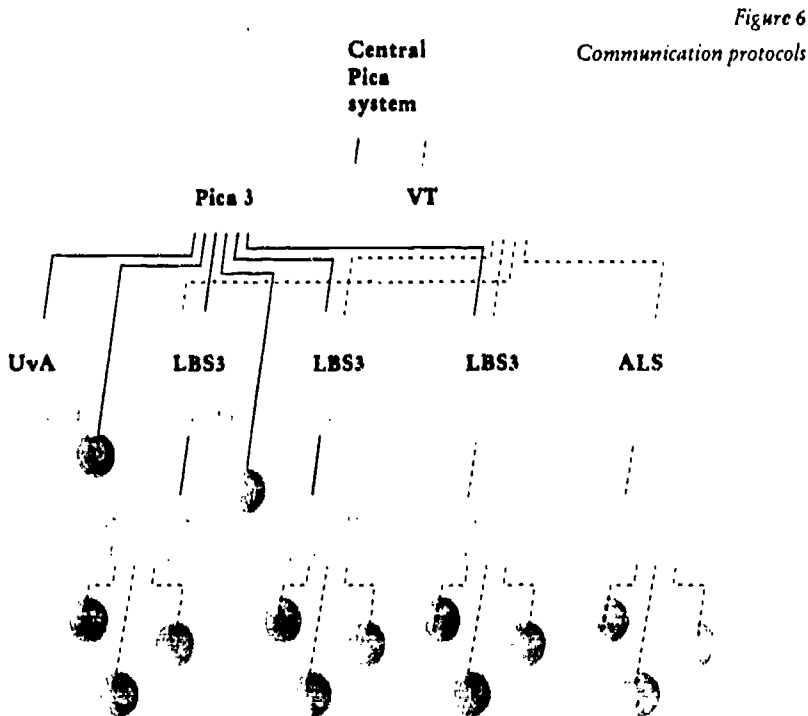 Figure 6
Communication protocols
Central
Pica
system
Pica 3
VT
UvA
LBS3
LBS3
LBS3
ALS